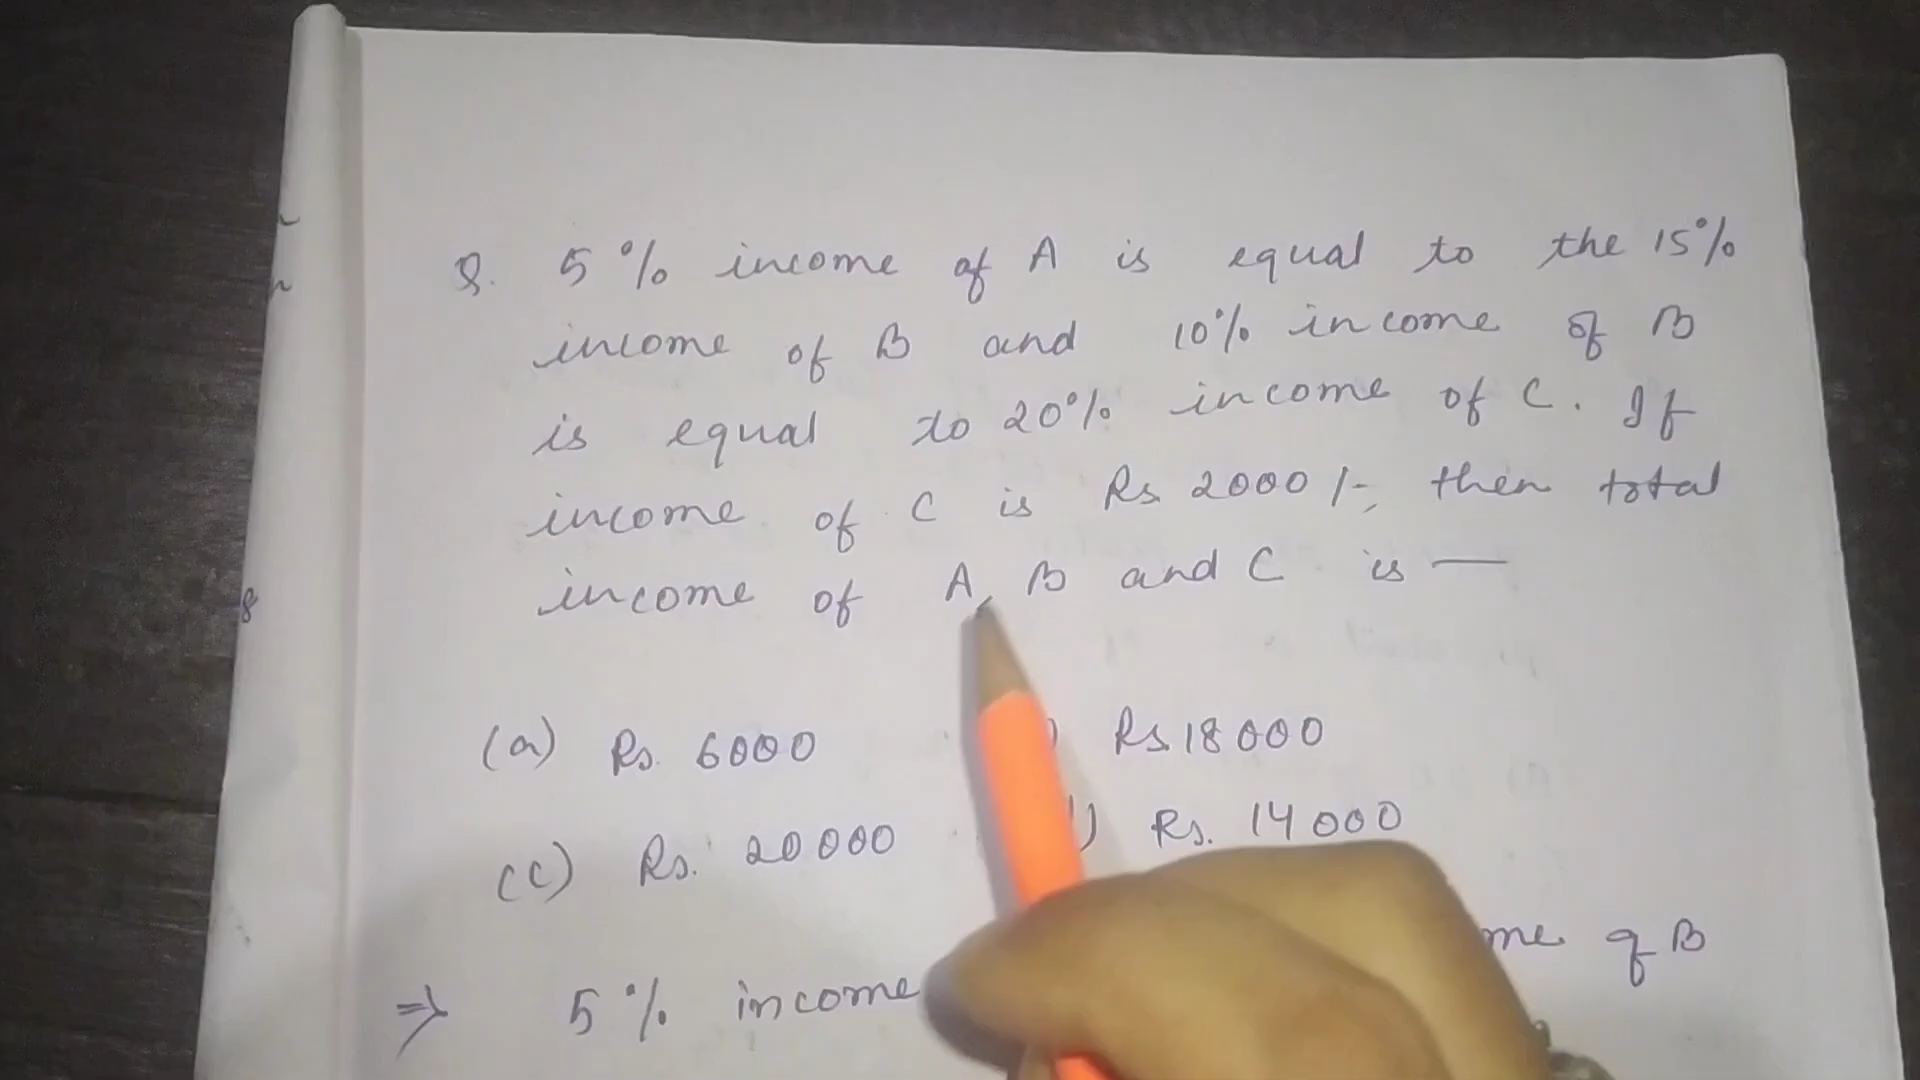 Q. 5% income of A is equal to the 15%
income of B and 10% income of B
is equal to 20% income of C. If
income of C is Rs 2000/-, then total
income of A, B and C is —
(a) Rs. 6000 ) Rs 18000
(c) Rs. 20000 ) Rs. 14000
⇒ 5% income me of B
8